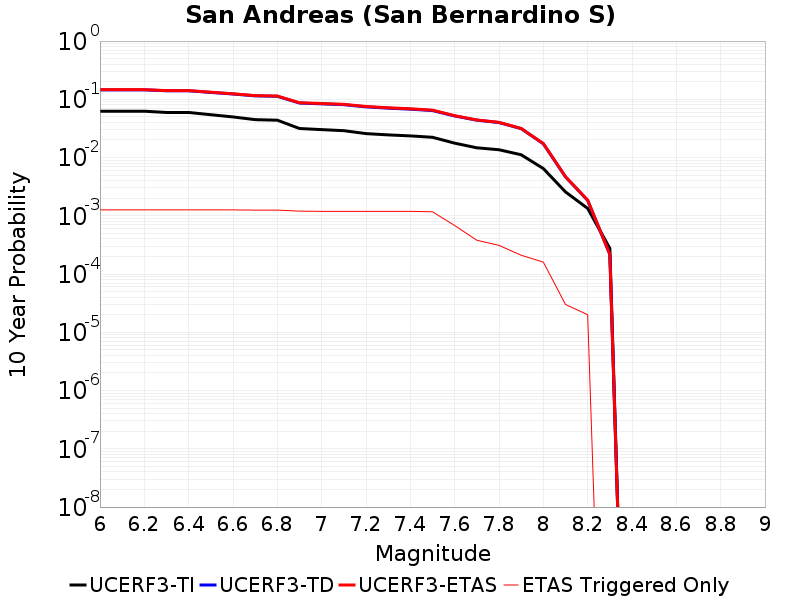 San Andreas (San Bernardino S)
10^0
10^-1
10^-2
10^-3
10^-4
10^-5
10^-6
10^-7
10^-8
10 Year Probability
6 6.2 6.4 6.6 6.8 7 7.2 7.4 7.6 7.8 8 8.2 8.4 8.6 8.8 9
Magnitude
UCERF3-TI UCERF3-TD UCERF3-ETAS ETAS Triggered Only